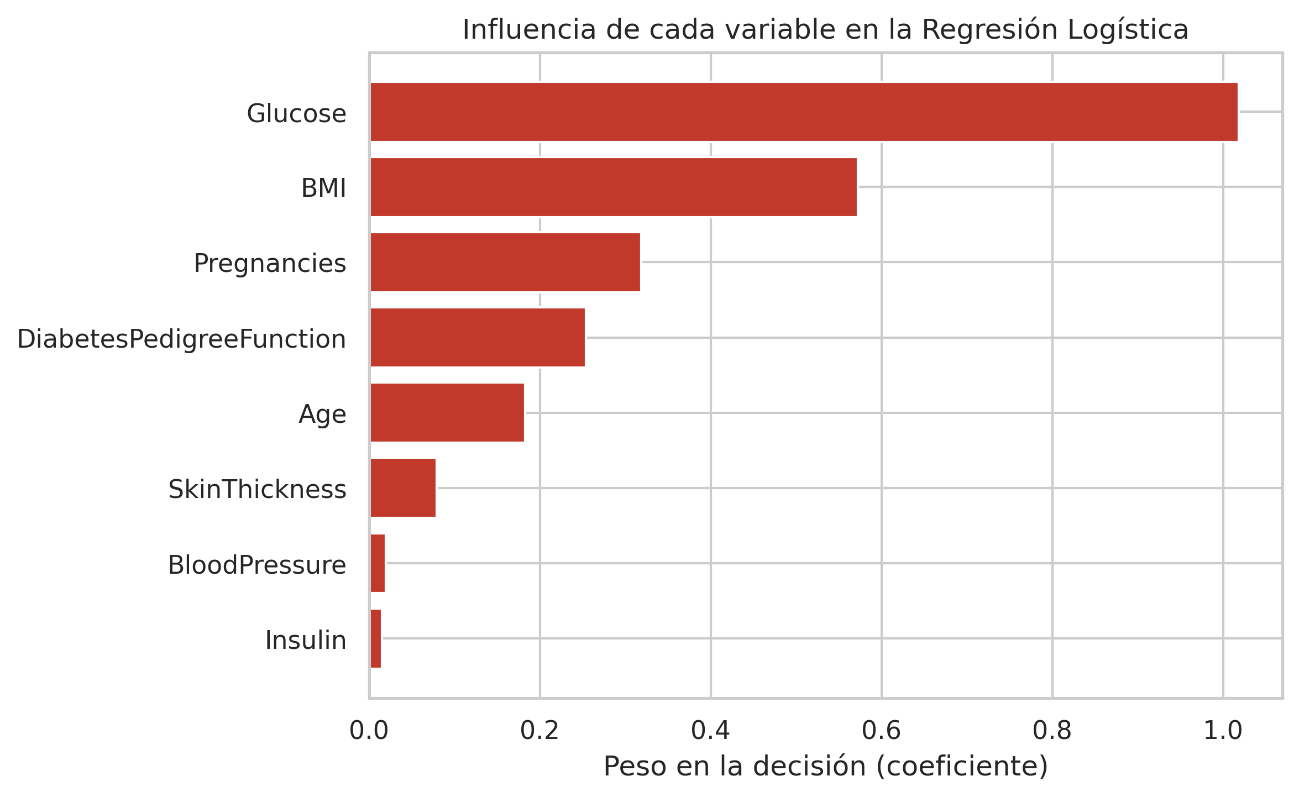 Influencia de cada variable en la Regresión Logística
Glucose
BMI
Pregnancies
DiabetesPedigreeFunction
Age
SkinThickness
BloodPressure
Insulin
0.0 0.2 0.4 0.6 0.8 1.0
Peso en la decisión (coeficiente)